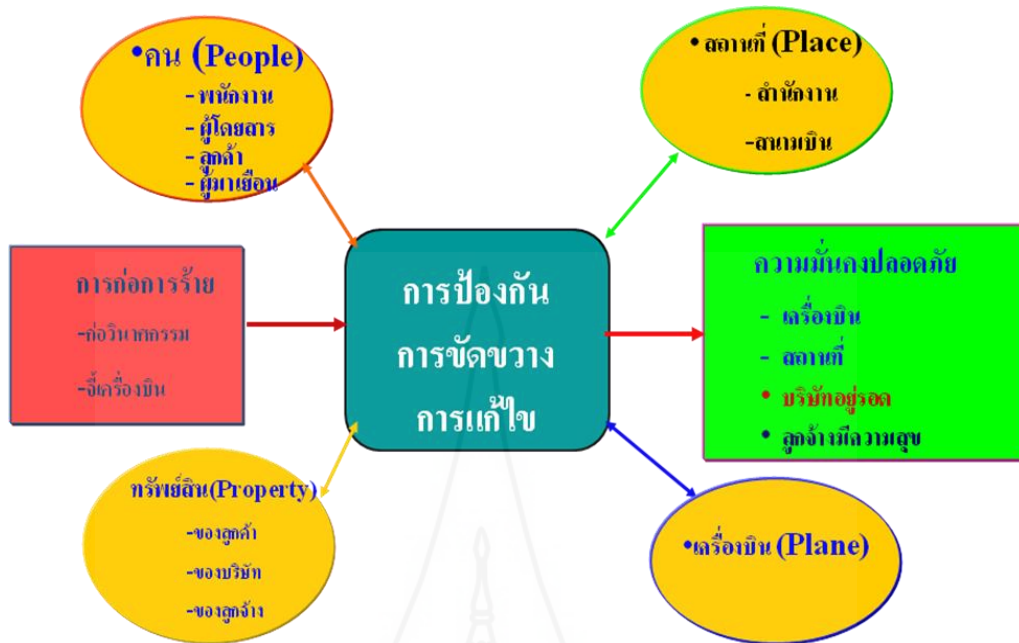 •คน (People)
- พนักงาน
- ผู้โดยสาร
- ลูกค้า
- ผู้มาเยือน
• สถานที่ (Place)
- สำนักงาน
-สนามบิน
การก่อการร้าย
-ก่อวินาศกรรม
-จี้เครื่องบิน
การป้องกัน
การขัดขวาง
การแก้ไข
ความมั่นคงปลอดภัย
- เครื่องบิน
- สถานที่
• บริษัทอยู่รอด
• ลูกจ้างมีความสุข
ทรัพย์สิน(Property)
-ของลูกค้า
-ของบริษัท
-ของลูกจ้าง
•เครื่องบิน (Plane)